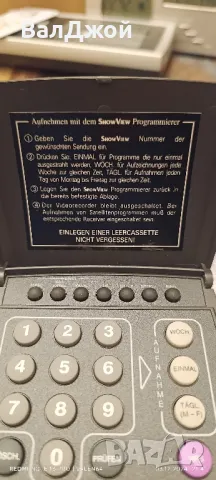 ВалДжой
Aufnehmen mit dem SHOWVIEW Programmierer
① Geben Sie die SHOWVIEW Nummer der
gewünschten Sendung ein.
② Drücken Sie: EINMAL für Programme die nur einmal
ausgestrahlt werden, WÖCH. für Aufzeichnungen jede
Woche zur gleichen Zeit, TÄGL. für Aufnahmen jeden
Tag von Montag bis Freitag zur gleichen Zeit.
③ Legen Sie den SHOWVIEW Programmierer zurück in
die bereits befestigte Ablage.
④ Der Videorecorder bleibt ausgeschaltet. Bei
Aufnahmen von Satellitenprogrammen muß der
entsprechende Receiver eingeschaltet sein.
EINLEGEN EINER LEERCASSETTE
NICHT VERGESSEN!
1 2 3
WÖCH.
4 5 6
EINMAL
AUFNAHME
7 8 9
TÄGL.
(M - F)
0
PRÜFEN
bazar